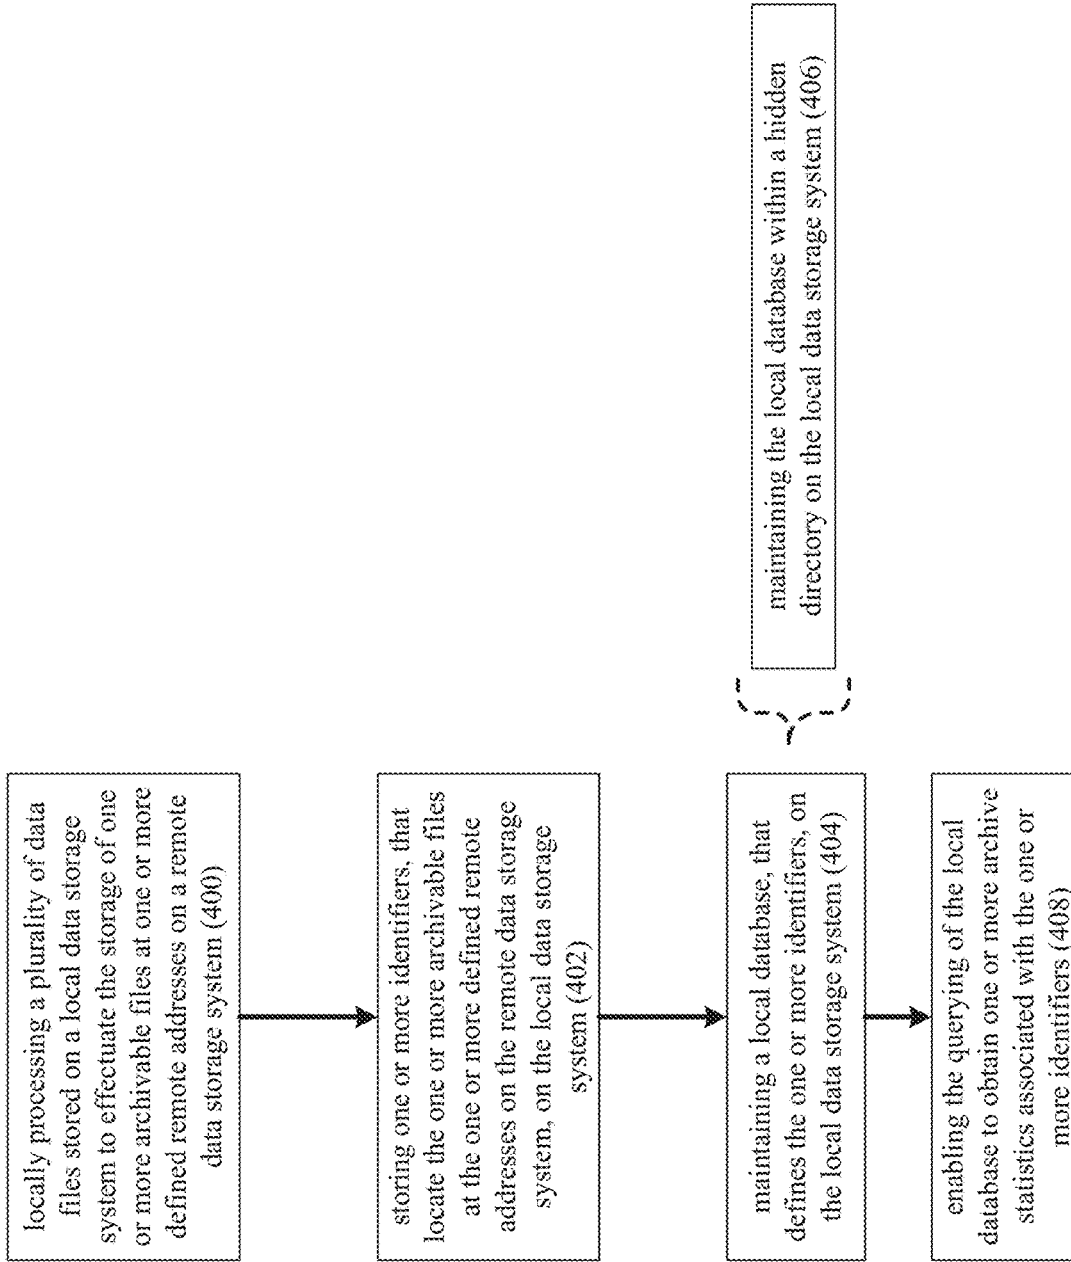 locally processing a plurality of data
files stored on a local data storage
system to effectuate the storage of one
or more archivable files at one or more
defined remote addresses on a remote
data storage system (400)
storing one or more identifiers, that
locate the one or more archivable files
at the one or more defined remote
addresses on the remote data storage
system, on the local data storage
system (402)
maintaining a local database, that
defines the one or more identifiers, on
the local data storage system (404)
maintaining the local database within a hidden
directory on the local data storage system (406)
enabling the querying of the local
database to obtain one or more archive
statistics associated with the one or
more identifiers (408)